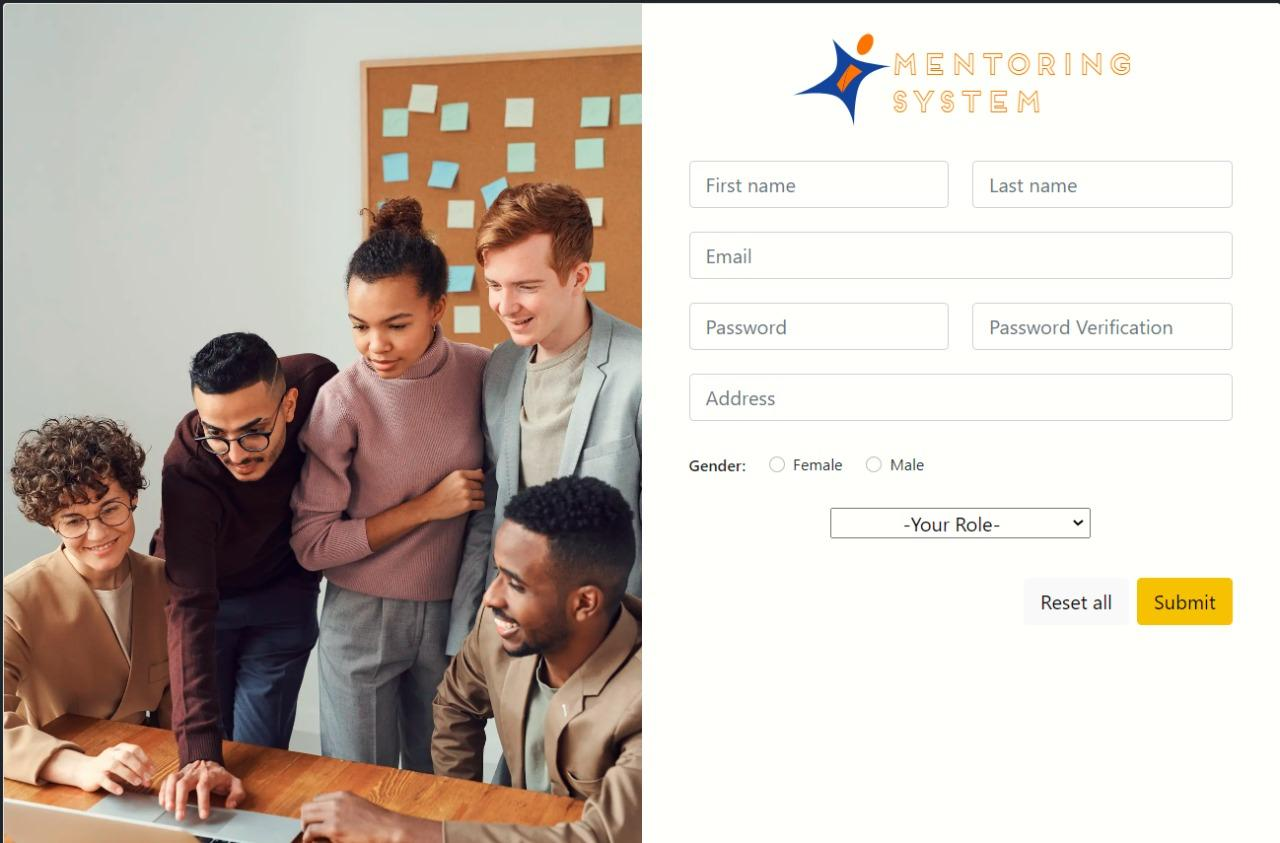 MENTORING
SYSTEM
First name
Last name
Email
Password
Password Verification
Address
Gender: Female Male
-Your Role-
Reset all
Submit